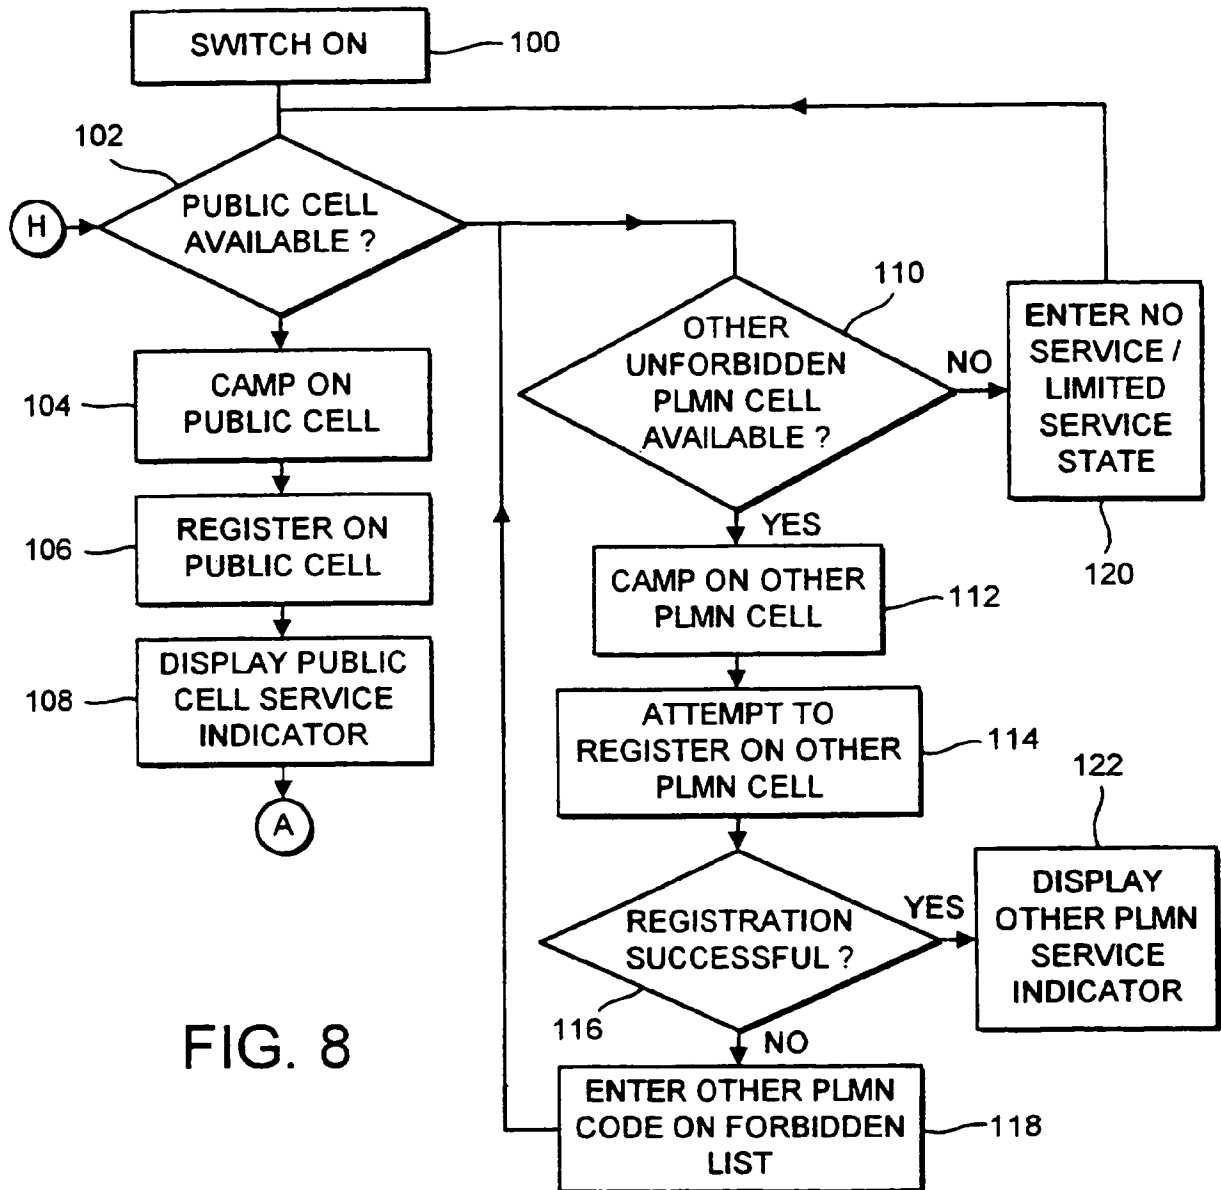 SWITCH ON
100
102
H
PUBLIC CELL
AVAILABLE ?
104
CAMP ON
PUBLIC CELL
106
REGISTER ON
PUBLIC CELL
108
DISPLAY PUBLIC
CELL SERVICE
INDICATOR
A
110
OTHER
UNFORBIDDEN
PLMN CELL
AVAILABLE ?
NO
ENTER NO
SERVICE /
LIMITED
SERVICE
STATE
120
YES
CAMP ON OTHER
PLMN CELL
112
ATTEMPT TO
REGISTER ON OTHER
PLMN CELL
114
REGISTRATION
SUCCESSFUL ?
116
YES
122
DISPLAY
OTHER PLMN
SERVICE
INDICATOR
NO
ENTER OTHER PLMN
CODE ON FORBIDDEN
LIST
118
FIG. 8